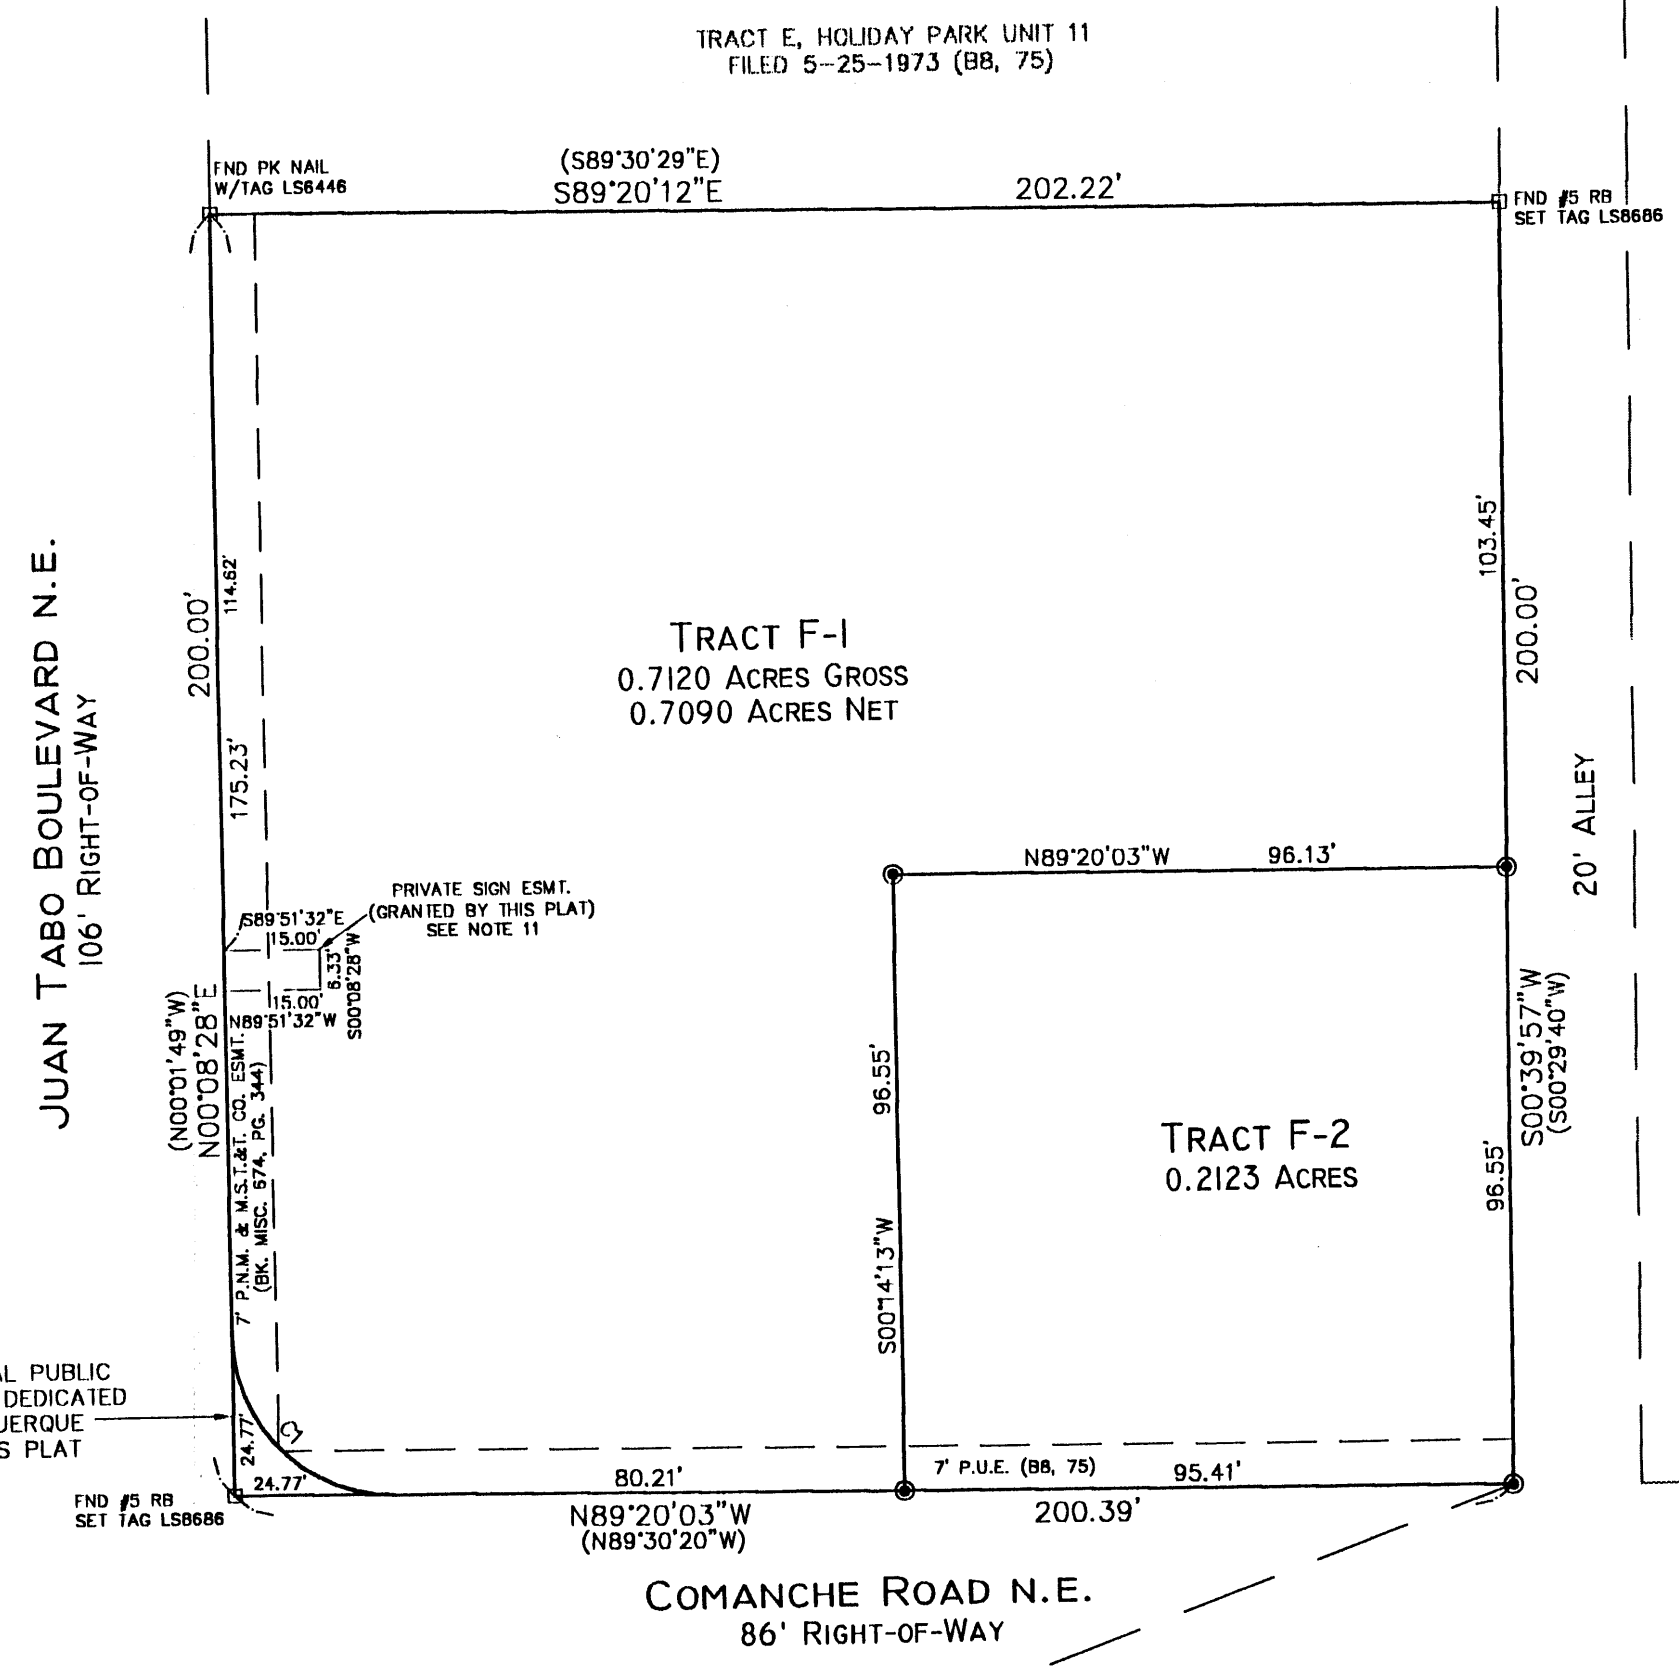 TRACT E, HOLIDAY PARK UNIT 11
FILED 5-25-1973 (B8, 75)
FND PK NAIL
W/TAG LS6446
(S89°30'29"E)
S89°20'12"E
202.22'
FND #5 RB
SET TAG LS8686
JUAN TABO BOULEVARD N.E.
106' RIGHT-OF-WAY
200.00'
114.62'
175.23'
103.45'
200.00'
TRACT F-1
0.7120 ACRES GROSS
0.7090 ACRES NET
20' ALLEY
N89°20'03"W
96.13'
PRIVATE SIGN ESMT.
(GRANTED BY THIS PLAT)
SEE NOTE 11
S89°51'32"E
15.00'
6.33'
S00°08'28"W
15.00'
N89°51'32"W
(N00°01'49"W)
N00°08'28"E
7' P.N.M. & M.S.T.&T. CO. ESMT.
(BK. MISC. 674, PG. 344)
96.55'
S00°14'13"W
TRACT F-2
0.2123 ACRES
96.55'
S00°39'57"W
(S00°29'40"W)
AL PUBLIC
DEDICATED
UERQUE
S PLAT
24.77'
C1
24.77'
80.21'
7' P.U.E. (B8, 75)
95.41'
FND #5 RB
SET TAG LS8686
N89°20'03"W
(N89°30'20"W)
200.39'
COMANCHE ROAD N.E.
86' RIGHT-OF-WAY